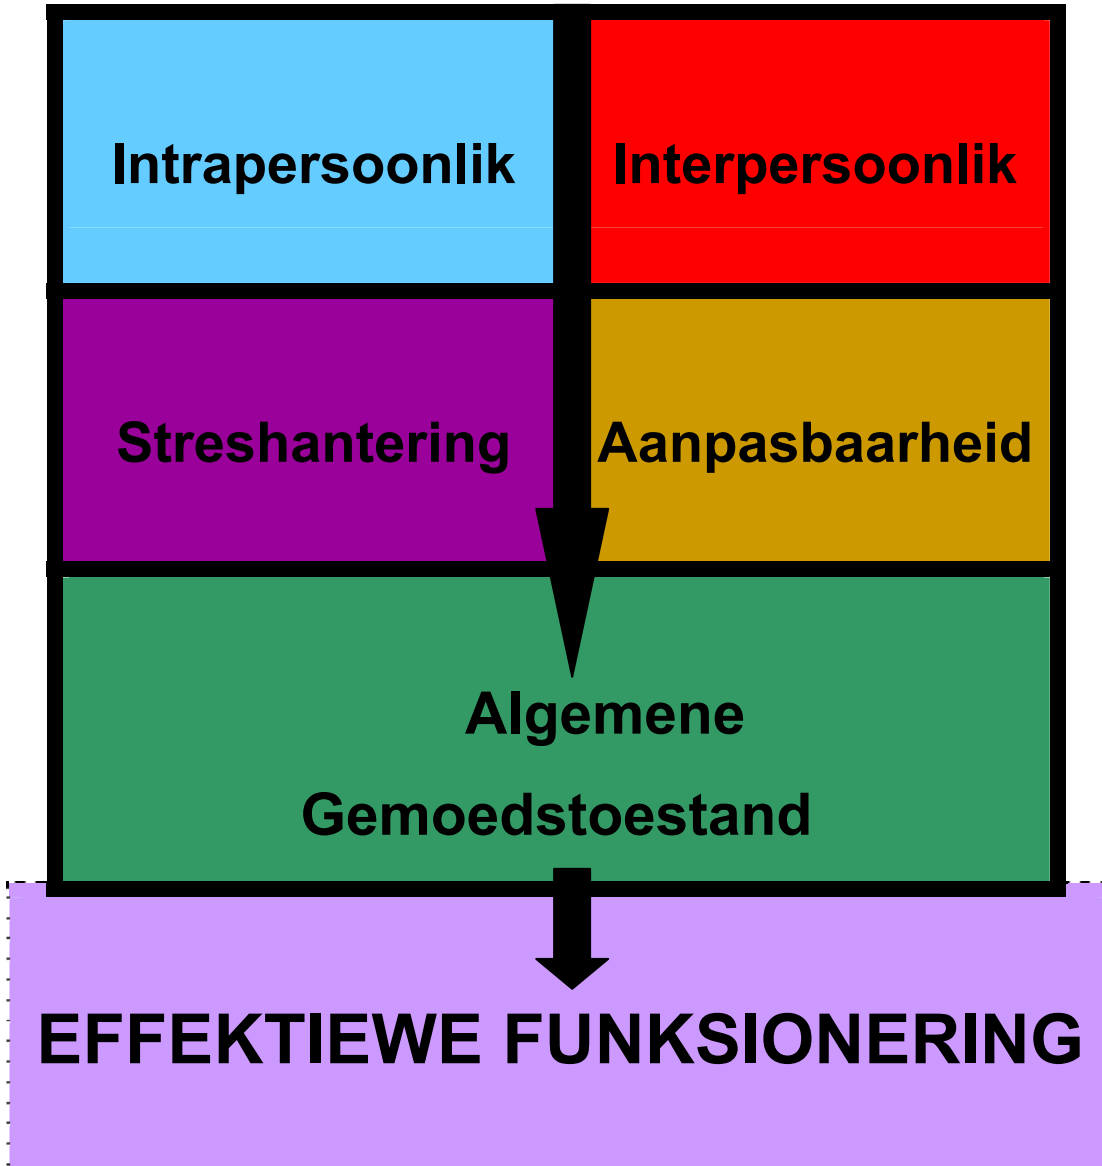 Intrapersoonlik
Interpersoonlik
Streshantering
Aanpasbaarheid
Algemene
Gemoedstoestand
EFFEKTIEWE FUNKSIONERING